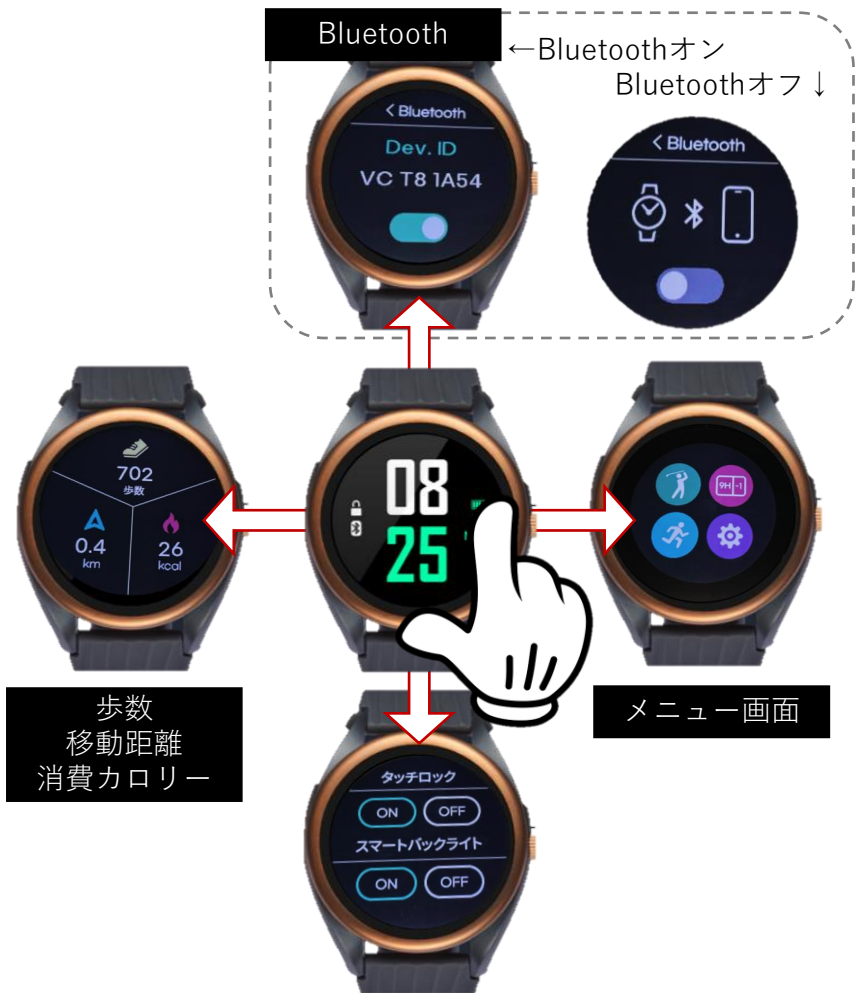 Bluetooth
←Bluetoothオン
Bluetoothオフ↓
< Bluetooth
Dev. ID
VC T8 1A54
< Bluetooth
702
歩数
0.4
km
26
kcal
08
25
9H -1
歩数
移動距離
消費カロリー
メニュー画面
タッチロック
ON OFF
スマートバックライト
ON OFF